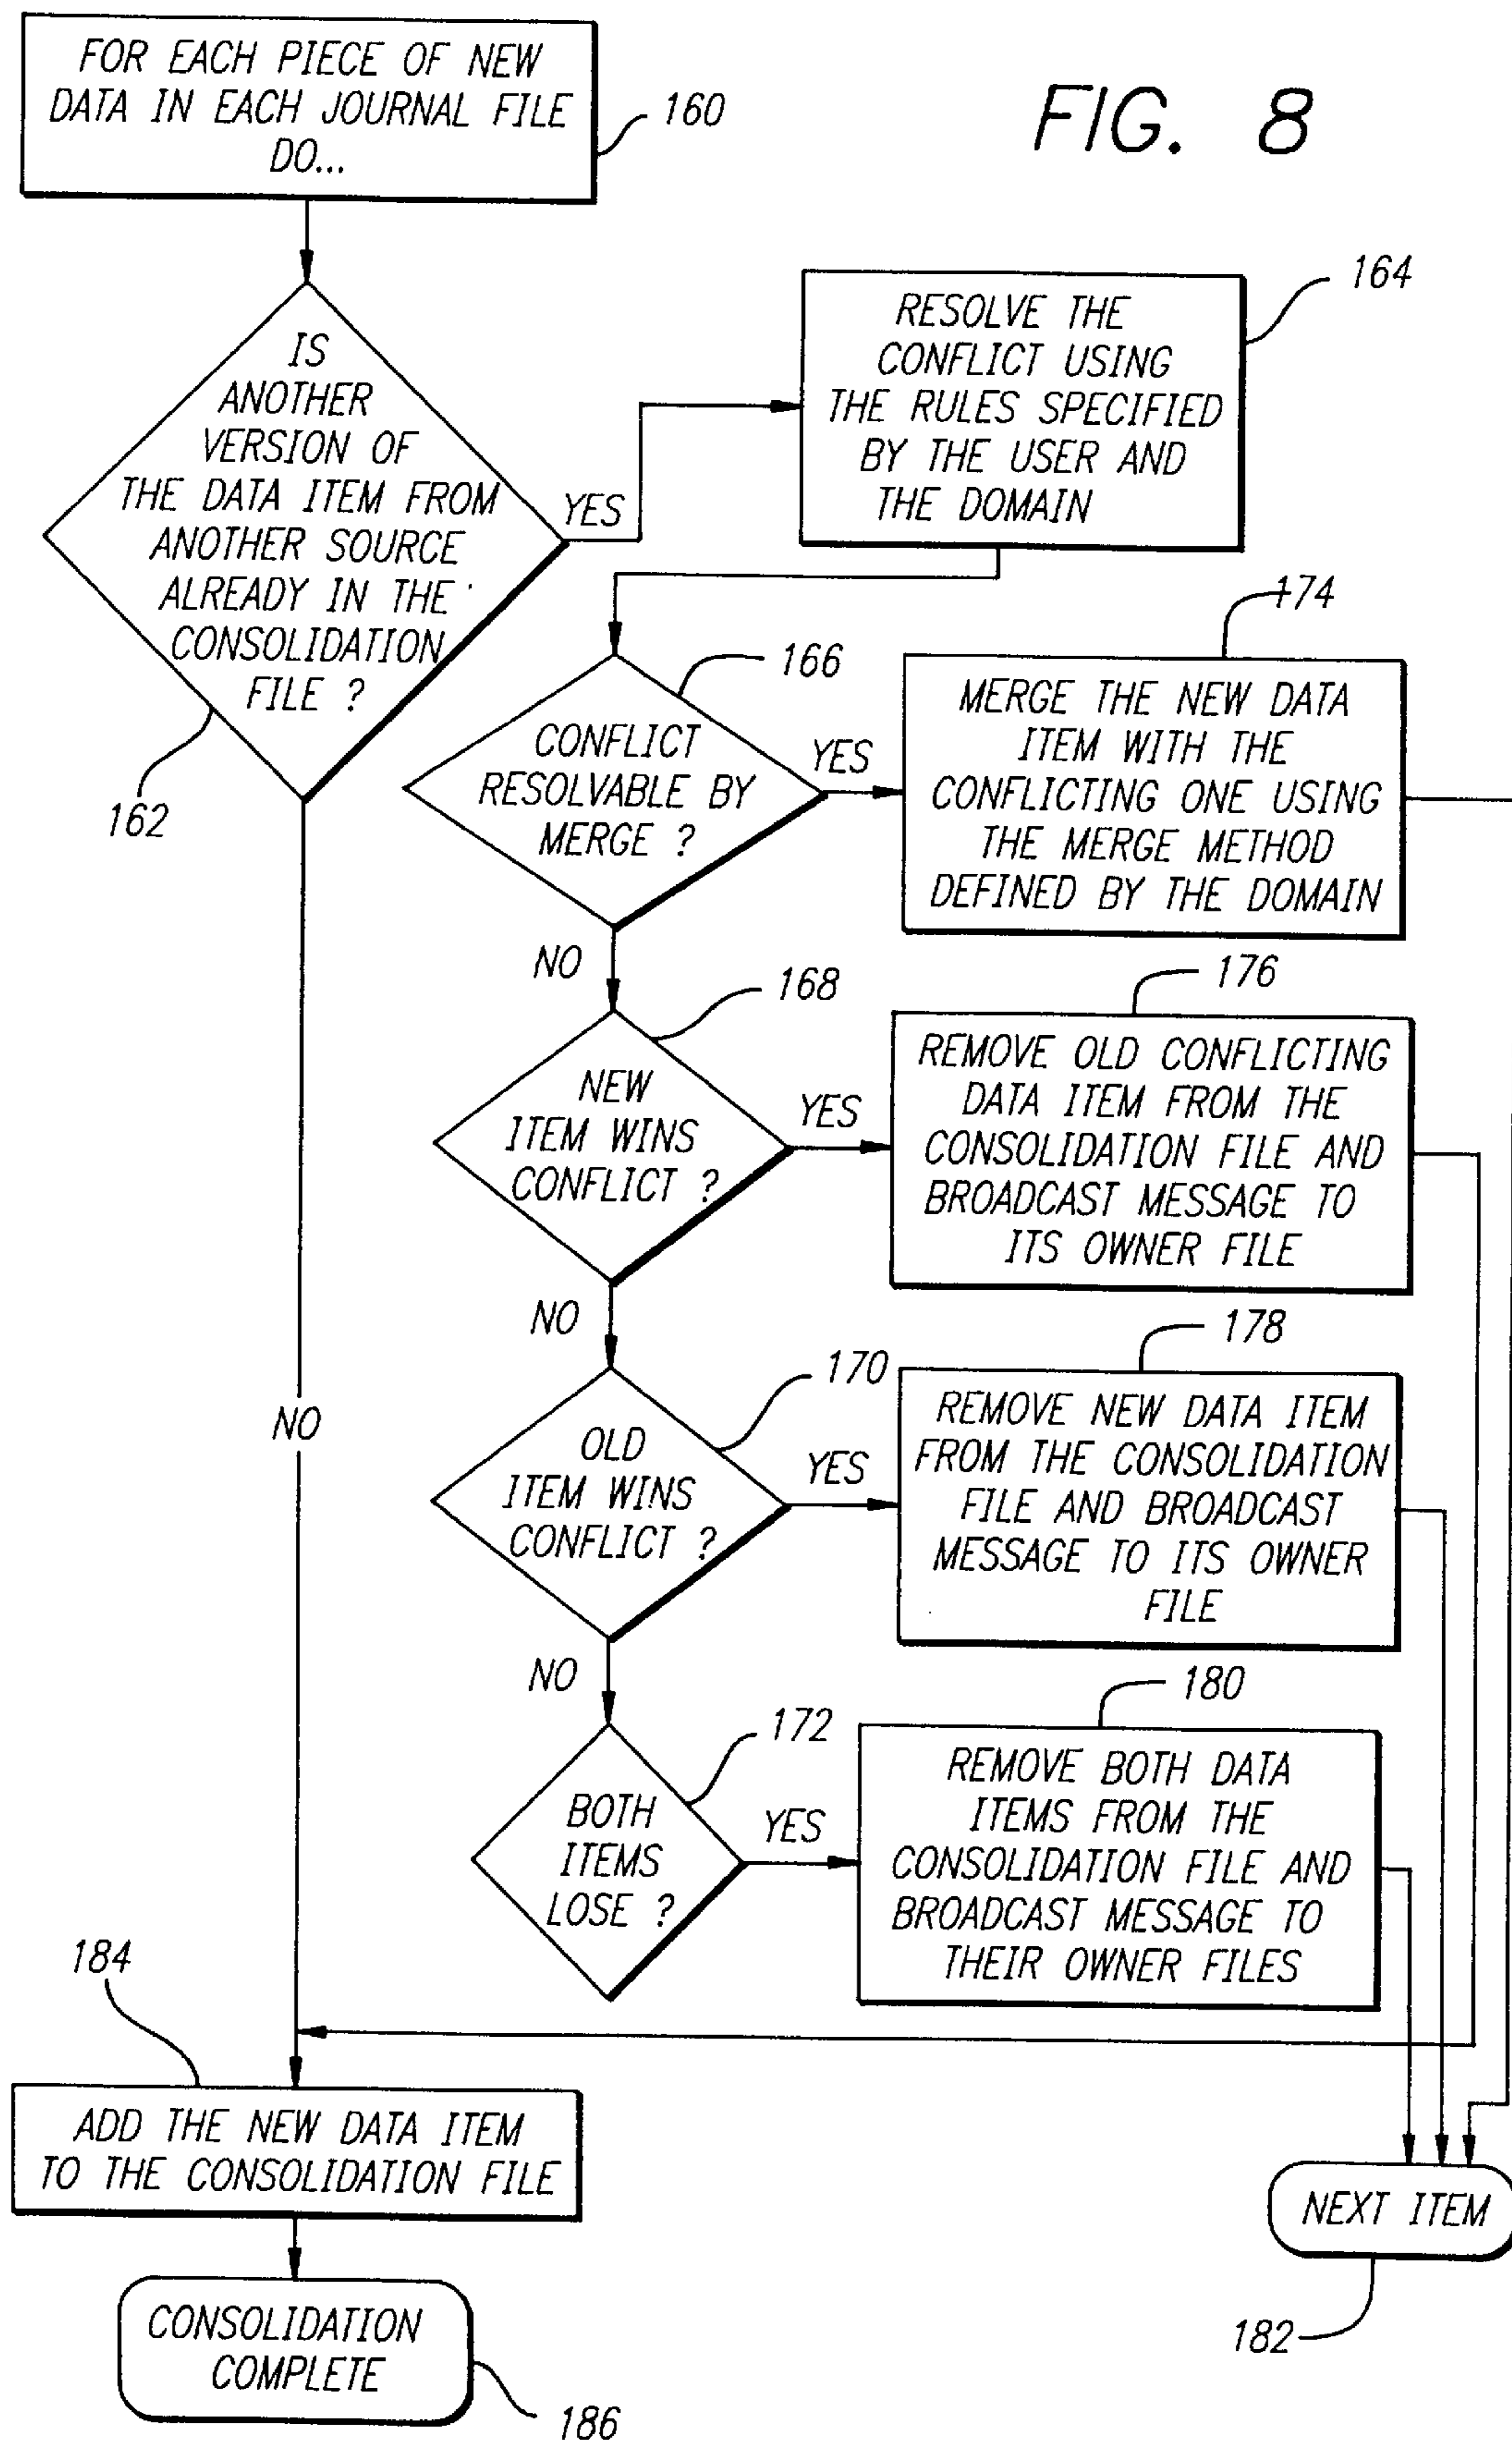 FIG. 8
FOR EACH PIECE OF NEW
DATA IN EACH JOURNAL FILE
DO...
160
IS
ANOTHER
VERSION OF
THE DATA ITEM FROM
ANOTHER SOURCE
ALREADY IN THE
CONSOLIDATION
FILE ?
162
YES
NO
RESOLVE THE
CONFLICT USING
THE RULES SPECIFIED
BY THE USER AND
THE DOMAIN
164
CONFLICT
RESOLVABLE BY
MERGE ?
166
YES
NO
MERGE THE NEW DATA
ITEM WITH THE
CONFLICTING ONE USING
THE MERGE METHOD
DEFINED BY THE DOMAIN
174
NEW
ITEM WINS
CONFLICT ?
168
YES
NO
REMOVE OLD CONFLICTING
DATA ITEM FROM THE
CONSOLIDATION FILE AND
BROADCAST MESSAGE TO
ITS OWNER FILE
176
OLD
ITEM WINS
CONFLICT ?
170
YES
NO
REMOVE NEW DATA ITEM
FROM THE CONSOLIDATION
FILE AND BROADCAST
MESSAGE TO ITS OWNER
FILE
178
BOTH
ITEMS
LOSE ?
172
YES
REMOVE BOTH DATA
ITEMS FROM THE
CONSOLIDATION FILE AND
BROADCAST MESSAGE TO
THEIR OWNER FILES
180
184
ADD THE NEW DATA ITEM
TO THE CONSOLIDATION FILE
NEXT ITEM
182
CONSOLIDATION
COMPLETE
186